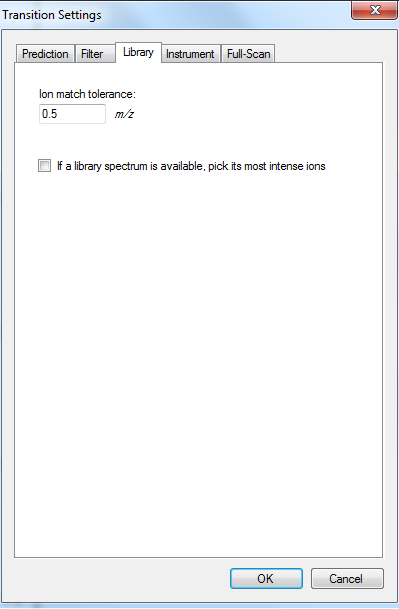 Transition Settings
Prediction Filter Library Instrument Full-Scan
Ion match tolerance:
0.5 m/z
If a library spectrum is available, pick its most intense ions
OK Cancel